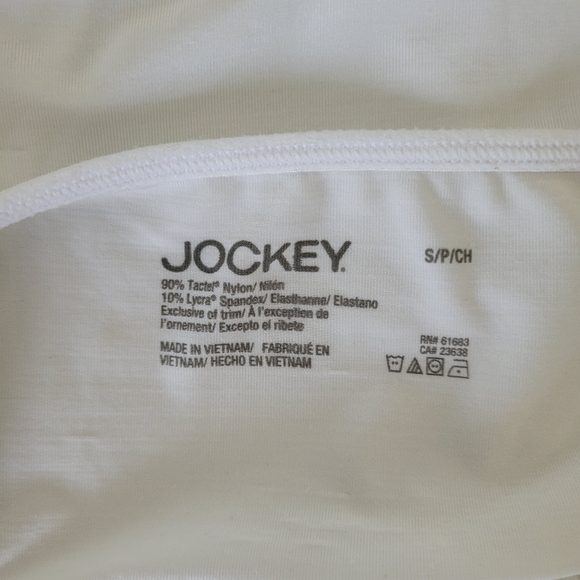 JOCKEY®
S/P/CH
90% Tactel® Nylon/ Nilón
10% Lycra® Spandex/ Elasthanne/ Elastano
Exclusive of trim/ À l'exception de
l'ornement/ Excepto el ribete
MADE IN VIETNAM/ FABRIQUÉ EN
VIETNAM/ HECHO EN VIETNAM
RN# 61683
CA# 23638